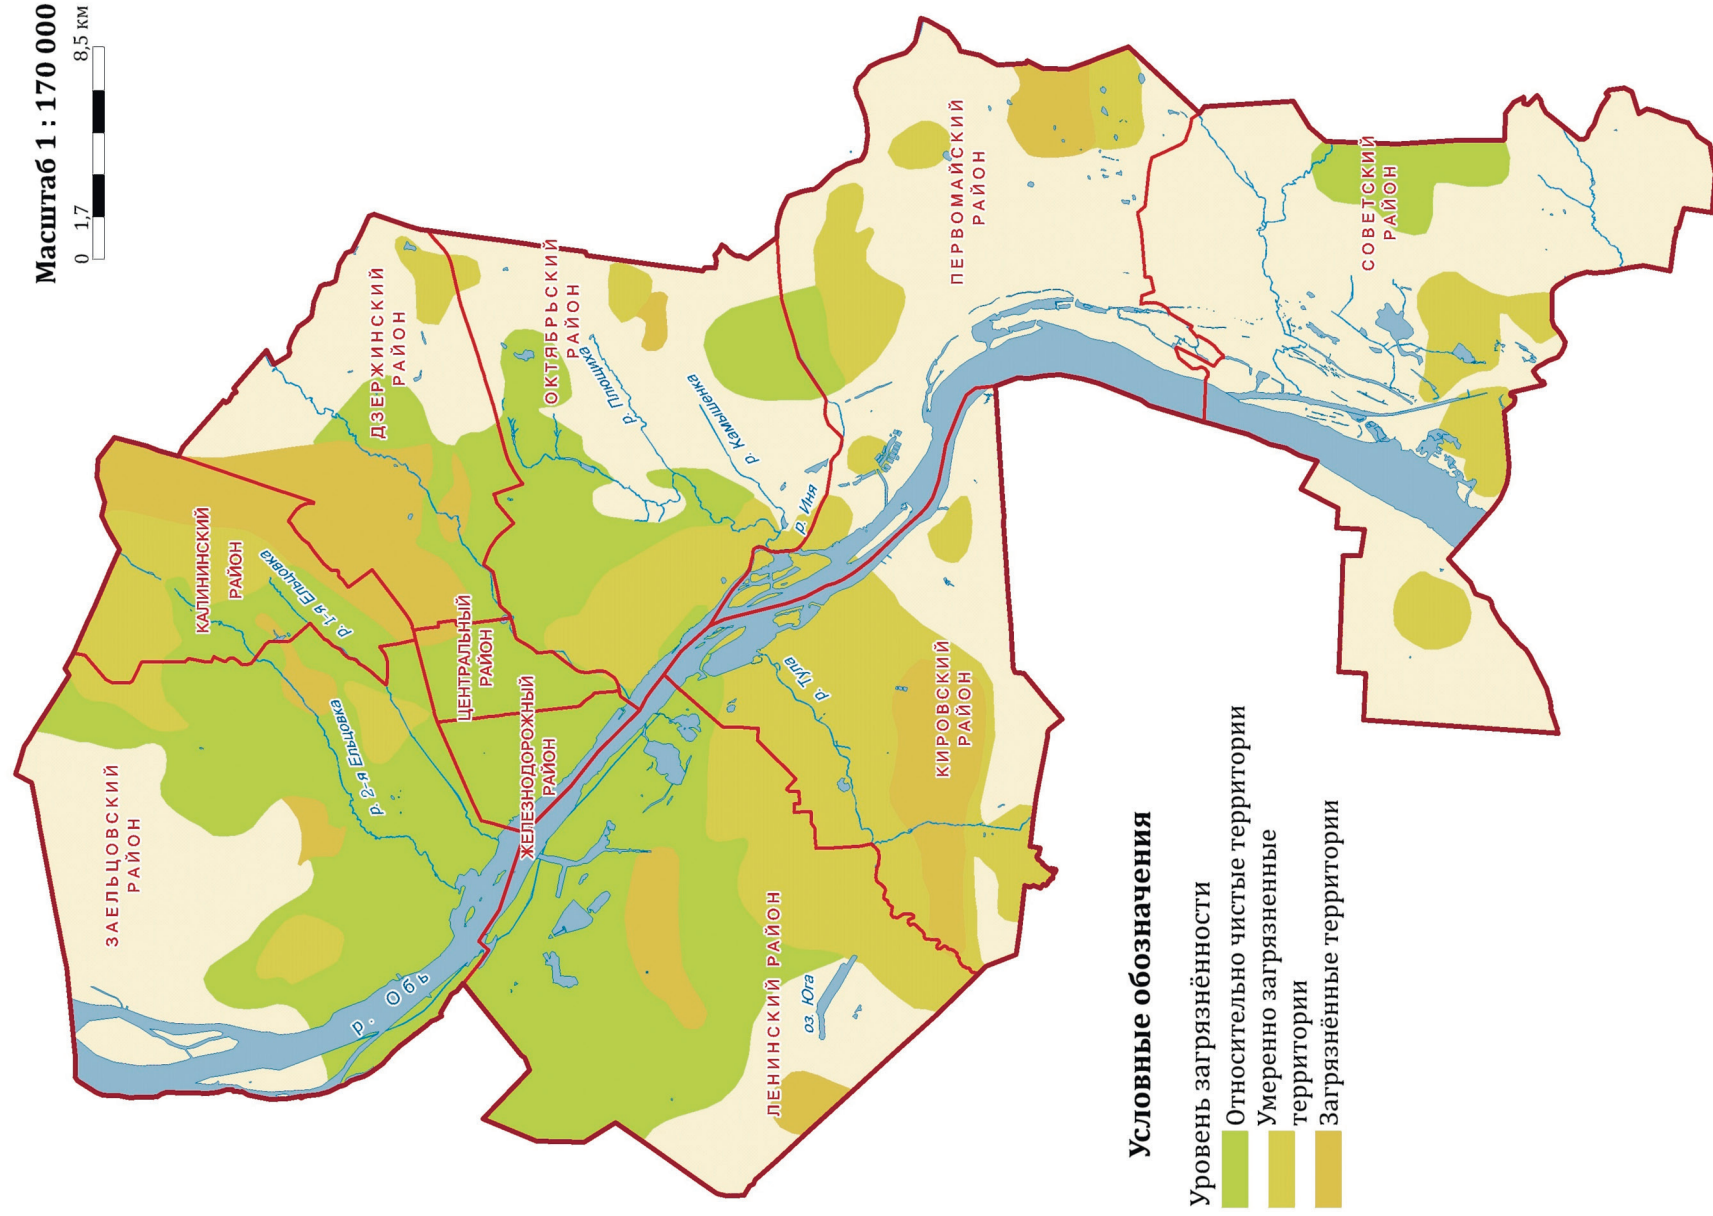 Масштаб 1 : 170 000
0 1,7 8,5 км
ЗАЕЛЬЦОВСКИЙ
РАЙОН
КАЛИНИНСКИЙ
РАЙОН
р. 1-я Ельцовка
р. 2-я Ельцовка
ДЗЕРЖИНСКИЙ
РАЙОН
ЦЕНТРАЛЬНЫЙ
РАЙОН
ЖЕЛЕЗНОДОРОЖНЫЙ
РАЙОН
ОКТЯБРЬСКИЙ
РАЙОН
р. Плющиха
р. Камышенка
р. Иня
р. Обь
р. Тула
ЛЕНИНСКИЙ РАЙОН
оз. Юга
КИРОВСКИЙ
РАЙОН
ПЕРВОМАЙСКИЙ
РАЙОН
СОВЕТСКИЙ
РАЙОН
Условные обозначения
Уровень загрязнённости
Относительно чистые территории
Умеренно загрязненные
территории
Загрязнённые территории